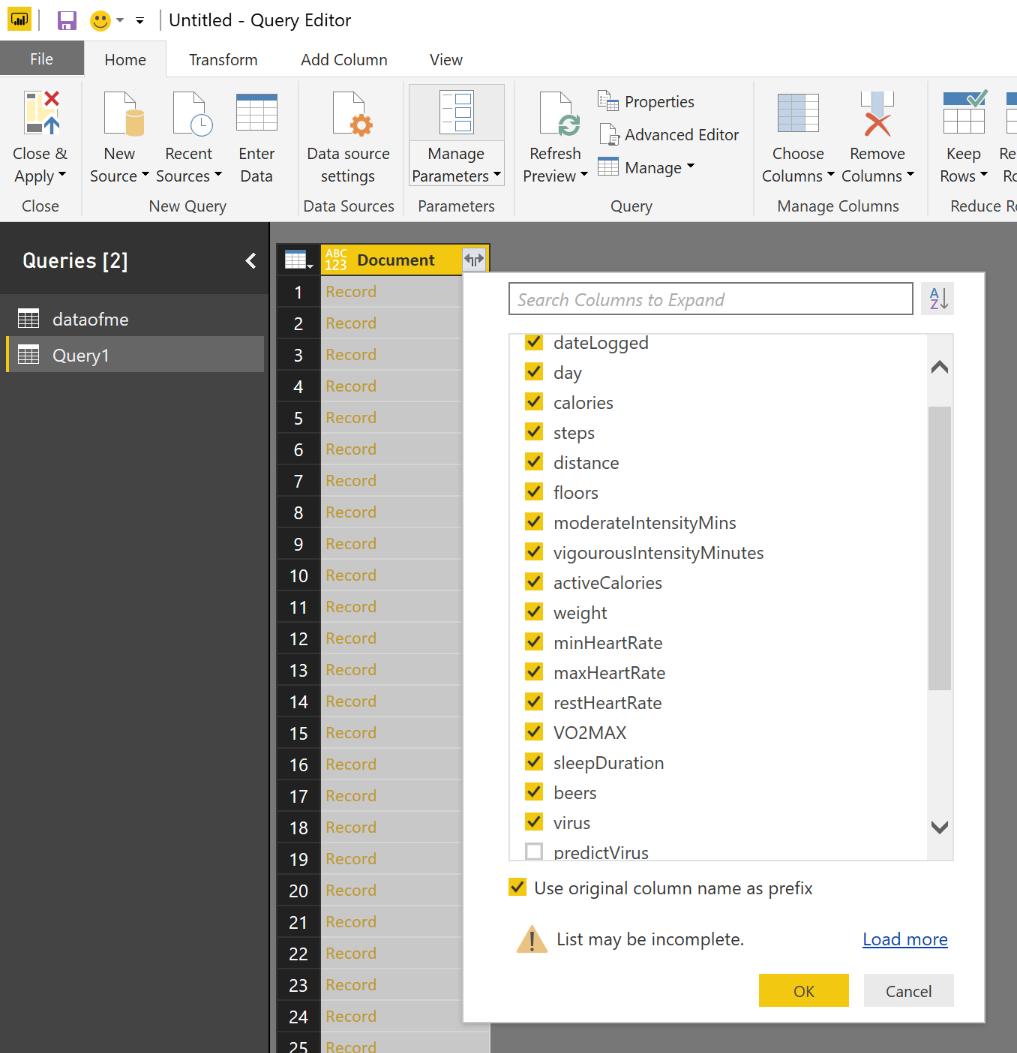 Untitled - Query Editor
File
Home
Transform
Add Column
View
Close & Apply
New Source
Recent Sources
Enter Data
Data source settings
Manage Parameters
Refresh Preview
Properties
Advanced Editor
Manage
Choose Columns
Remove Columns
Keep Rows
Re
Ro
Close
New Query
Data Sources
Parameters
Query
Manage Columns
Reduce Ro
Queries [2]
dataofme
Query1
ABC
123
Document
1 Record
2 Record
3 Record
4 Record
5 Record
6 Record
7 Record
8 Record
9 Record
10 Record
11 Record
12 Record
13 Record
14 Record
15 Record
16 Record
17 Record
18 Record
19 Record
20 Record
21 Record
22 Record
23 Record
24 Record
25 Record
Search Columns to Expand
A
Z
dateLogged
day
calories
steps
distance
floors
moderateIntensityMins
vigourousIntensityMinutes
activeCalories
weight
minHeartRate
maxHeartRate
restHeartRate
VO2MAX
sleepDuration
beers
virus
predictVirus
Use original column name as prefix
List may be incomplete.
Load more
OK
Cancel